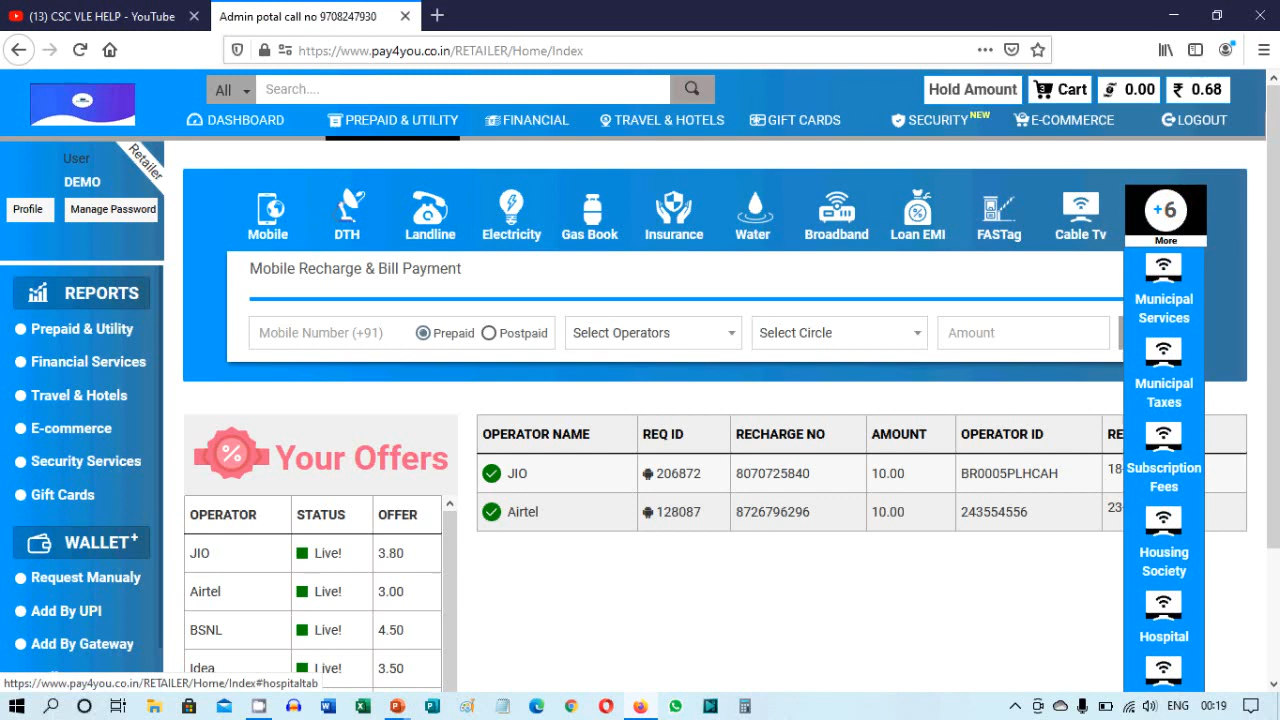 (13) CSC VLE HELP - YouTube
Admin potal call no 9708247930
https://www.pay4you.co.in/RETAILER/Home/Index
All
Search....
Hold Amount
Cart
0.00
₹ 0.68
DASHBOARD
PREPAID & UTILITY
FINANCIAL
TRAVEL & HOTELS
GIFT CARDS
SECURITY NEW
E-COMMERCE
LOGOUT
User
DEMO
Retailer
Profile
Manage Password
REPORTS
Prepaid & Utility
Financial Services
Travel & Hotels
E-commerce
Security Services
Gift Cards
WALLET+
Request Manualy
Add By UPI
Add By Gateway
Mobile
DTH
Landline
Electricity
Gas Book
Insurance
Water
Broadband
Loan EMI
FASTag
Cable Tv
+6
More
Mobile Recharge & Bill Payment
Mobile Number (+91)
Prepaid
Postpaid
Select Operators
Select Circle
Amount
Municipal
Services
Municipal
Taxes
Subscription
Fees
Housing
Society
Hospital
Your Offers
OPERATOR STATUS OFFER
JIO Live! 3.80
Airtel Live! 3.00
BSNL Live! 4.50
Idea Live! 3.50
OPERATOR NAME REQ ID RECHARGE NO AMOUNT OPERATOR ID
JIO 206872 8070725840 10.00 BR0005PLHCAH 18
Airtel 128087 8726796296 10.00 243554556 23
https://www.pay4you.co.in/RETAILER/Home/Index#hospitaltab
ENG
00:19